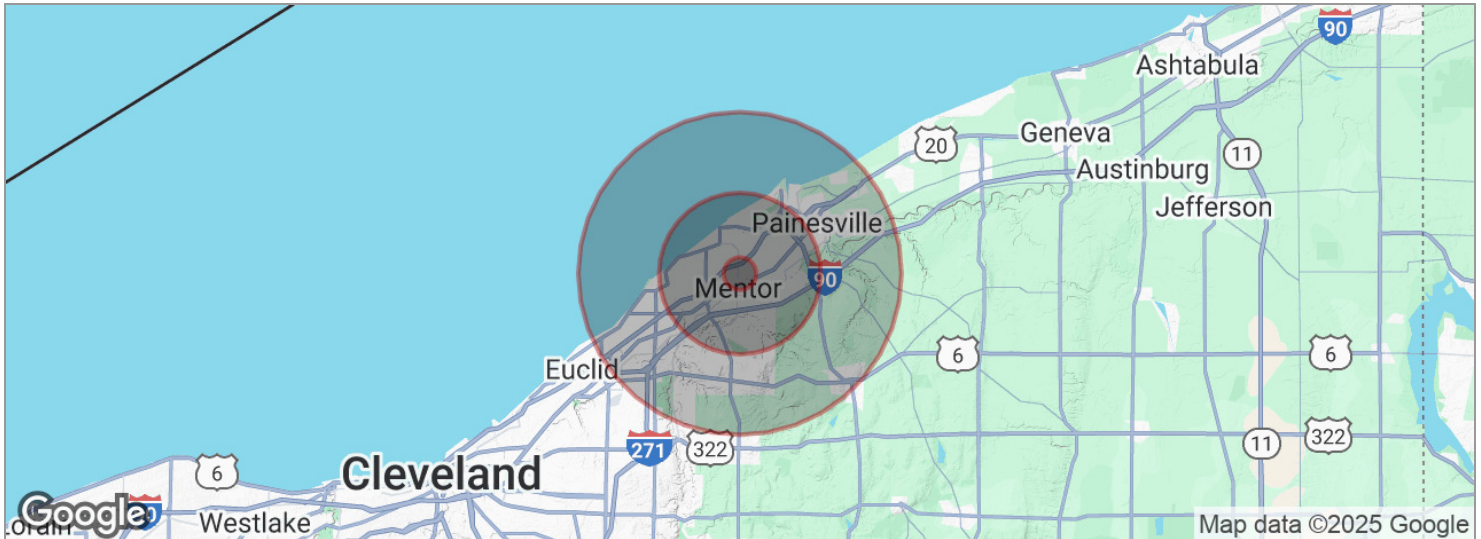 90
Ashtabula
20
Geneva
11
Austinburg
Jefferson
Painesville
90
Mentor
6
6
Euclid
271
322
11
322
6
Cleveland
Google
Westlake
Map data ©2025 Google